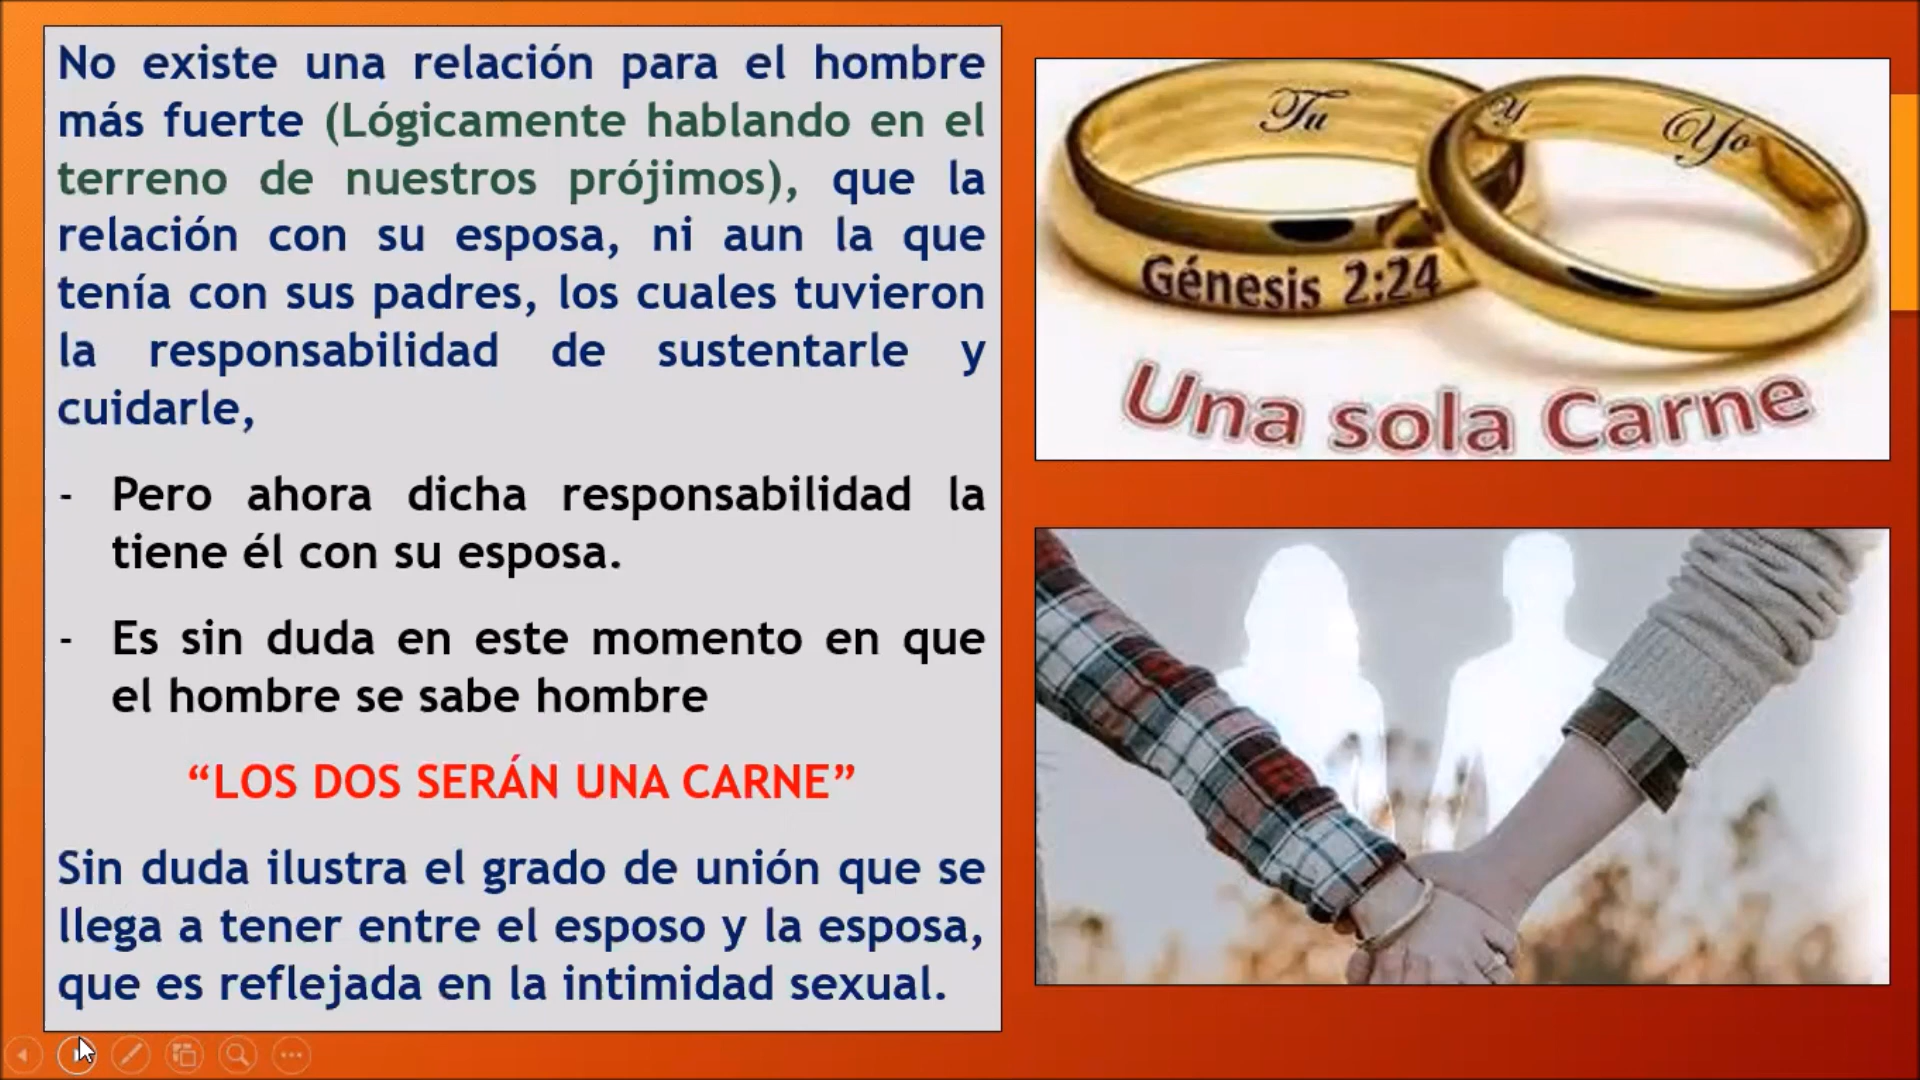 No existe una relación para el hombre
más fuerte (Lógicamente hablando en el
terreno de nuestros prójimos), que la
relación con su esposa, ni aun la que
tenía con sus padres, los cuales tuvieron
la responsabilidad de sustentarle y
cuidarle,
- Pero ahora dicha responsabilidad la
tiene él con su esposa.
- Es sin duda en este momento en que
el hombre se sabe hombre
“LOS DOS SERÁN UNA CARNE”
Sin duda ilustra el grado de unión que se
llega a tener entre el esposo y la esposa,
que es reflejada en la intimidad sexual.
Tu y Yo
Génesis 2:24
Una sola Carne